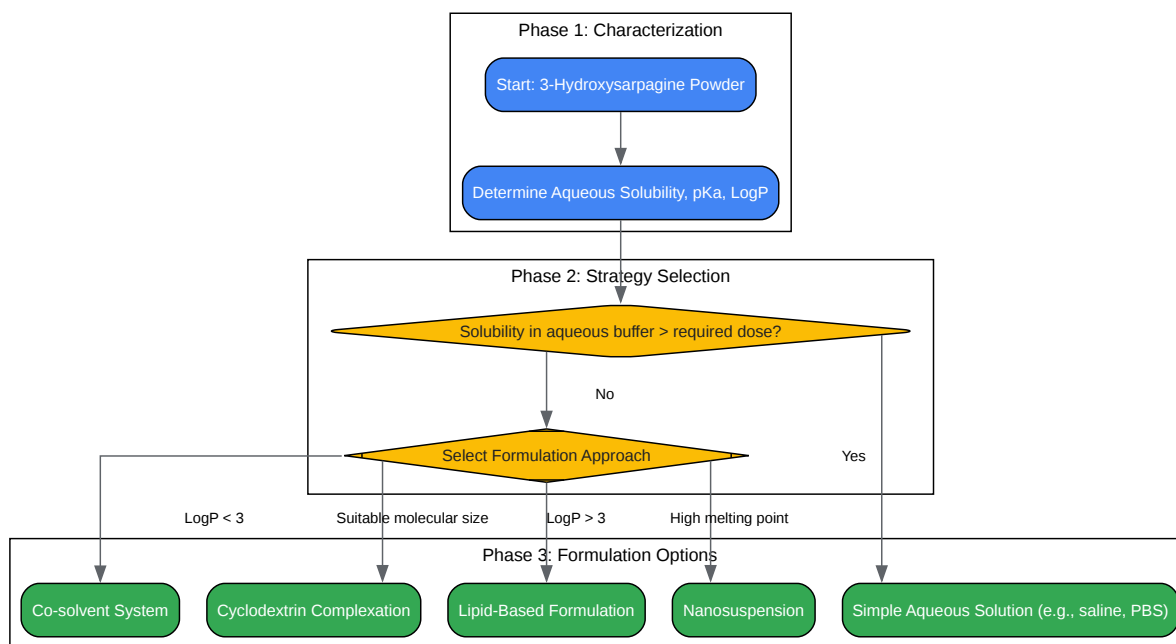 Phase 1: Characterization
Start: 3-Hydroxysarpagine Powder
Determine Aqueous Solubility, pKa, LogP
Phase 2: Strategy Selection
Solubility in aqueous buffer > required dose?
No
Select Formulation Approach
Yes
LogP < 3
Suitable molecular size
LogP > 3
High melting point
Phase 3: Formulation Options
Co-solvent System
Cyclodextrin Complexation
Lipid-Based Formulation
Nanosuspension
Simple Aqueous Solution (e.g., saline, PBS)